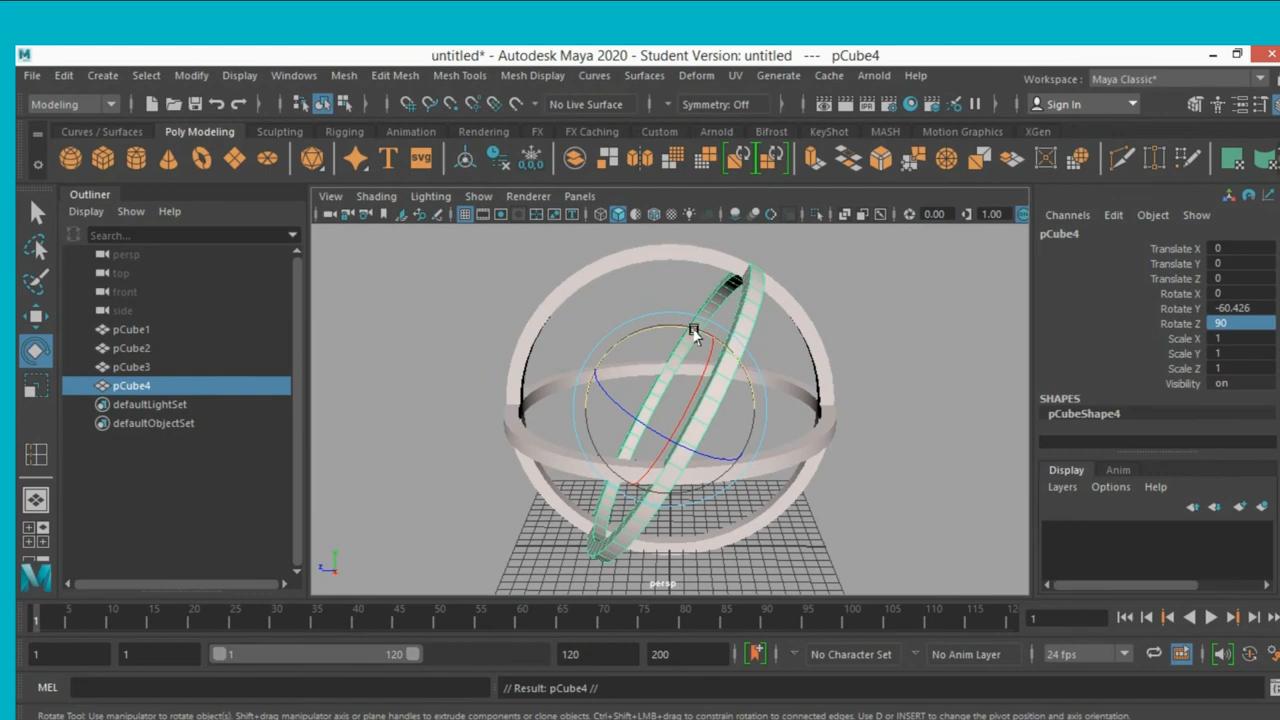 untitled* - Autodesk Maya 2020 - Student Version: untitled --- pCube4
File Edit Create Select Modify Display Windows Mesh Edit Mesh Mesh Tools Mesh Display Curves Surfaces Deform UV Generate Cache Arnold Help
Workspace : Maya Classic*
Modeling No Live Surface Symmetry: Off Sign In
Curves / Surfaces Poly Modeling Sculpting Rigging Animation Rendering FX FX Caching Custom Arnold Bifrost KeyShot MASH Motion Graphics XGen
T SVG 0,0,0
Outliner
Display Show Help
Search...
persp
top
front
side
pCube1
pCube2
pCube3
pCube4
defaultLightSet
defaultObjectSet
View Shading Lighting Show Renderer Panels
0.00 1.00
persp
Channels Edit Object Show
pCube4
Translate X 0
Translate Y 0
Translate Z 0
Rotate X 0
Rotate Y -60.426
Rotate Z 90
Scale X 1
Scale Y 1
Scale Z 1
Visibility on
SHAPES
pCubeShape4
Display Anim
Layers Options Help
1 5 10 15 20 25 30 35 40 45 50 55 60 65 70 75 80 85 90 95 100 105 110 115 12
1
1 1 1 120 120 200 No Character Set No Anim Layer 24 fps
MEL // Result: pCube4 //
Rotate Tool: Use manipulator to rotate object(s). Shift+drag manipulator axis or plane handles to extrude components or clone objects. Ctrl+Shift+LMB+drag to constrain rotation to connected edges. Use D or INSERT to change the pivot position and axis orientation.